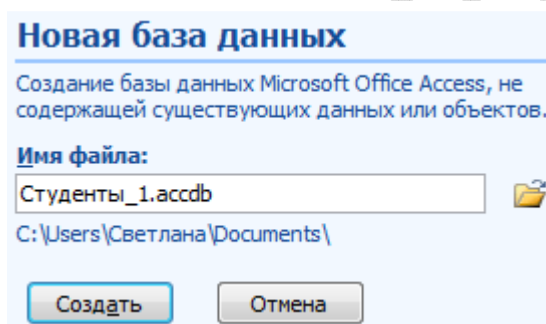 Новая база данных
Создание базы данных Microsoft Office Access, не
содержащей существующих данных или объектов.
Имя файла:
Студенты_1.accdb
C:\Users\Светлана\Documents\
Создать Отмена